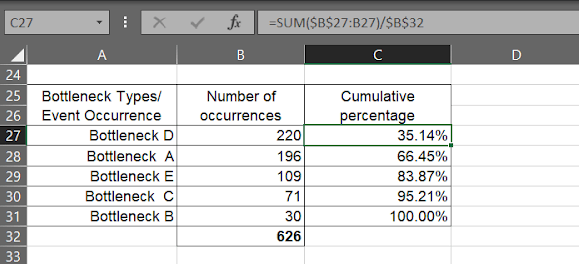 C27 fx =SUM($B$27:B27)/$B$32
A B C D
24
25 Bottleneck Types/ Number of Cumulative
26 Event Occurrence occurrences percentage
27 Bottleneck D 220 35.14%
28 Bottleneck A 196 66.45%
29 Bottleneck E 109 83.87%
30 Bottleneck C 71 95.21%
31 Bottleneck B 30 100.00%
32 626
33